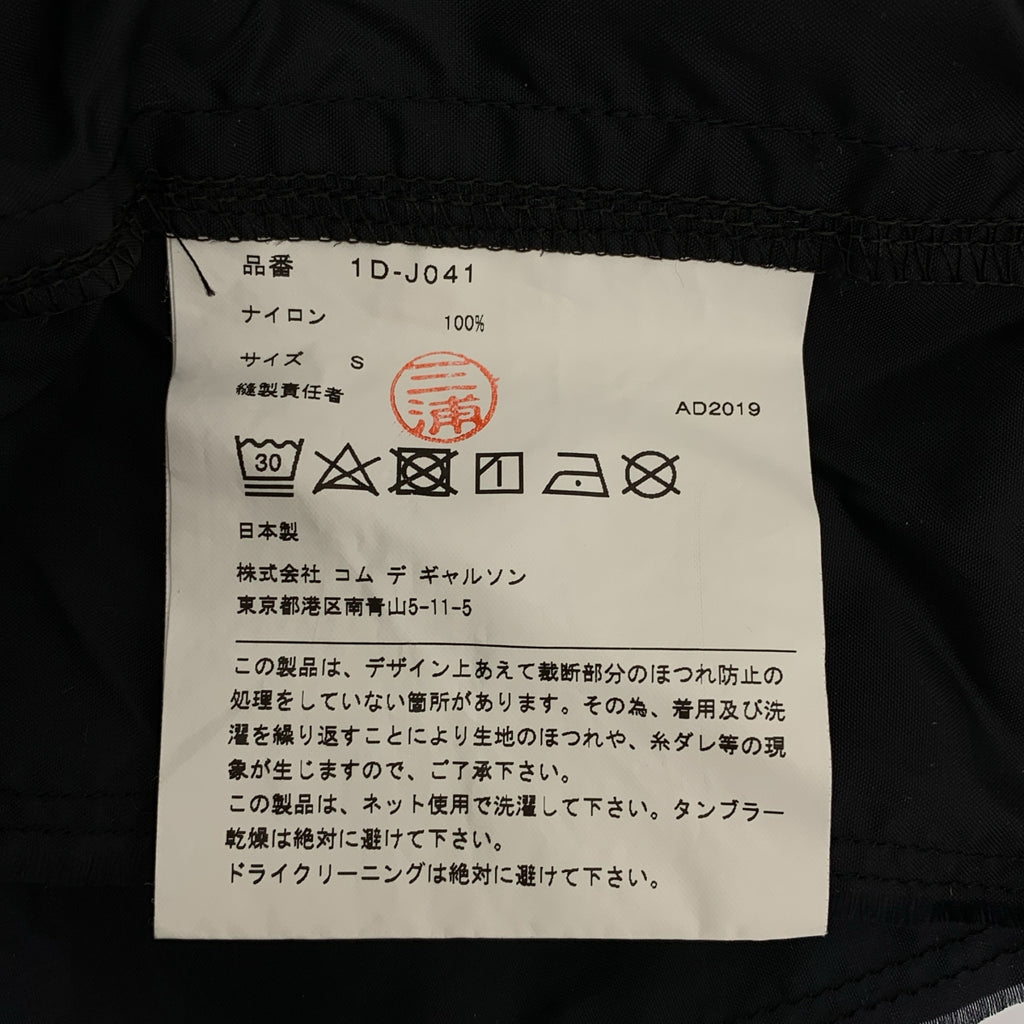 品番 1D-J041
ナイロン 100%
サイズ S
縫製責任者 三浦
AD2019
30
日本製
株式会社 コム デ ギャルソン
東京都港区南青山5-11-5
この製品は、デザイン上あえて裁断部分のほつれ防止の
処理をしていない箇所があります。その為、着用及び洗
濯を繰り返すことにより生地のほつれや、糸ダレ等の現
象が生じますので、ご了承下さい。
この製品は、ネット使用で洗濯して下さい。タンブラー
乾燥は絶対に避けて下さい。
ドライクリーニングは絶対に避けて下さい。